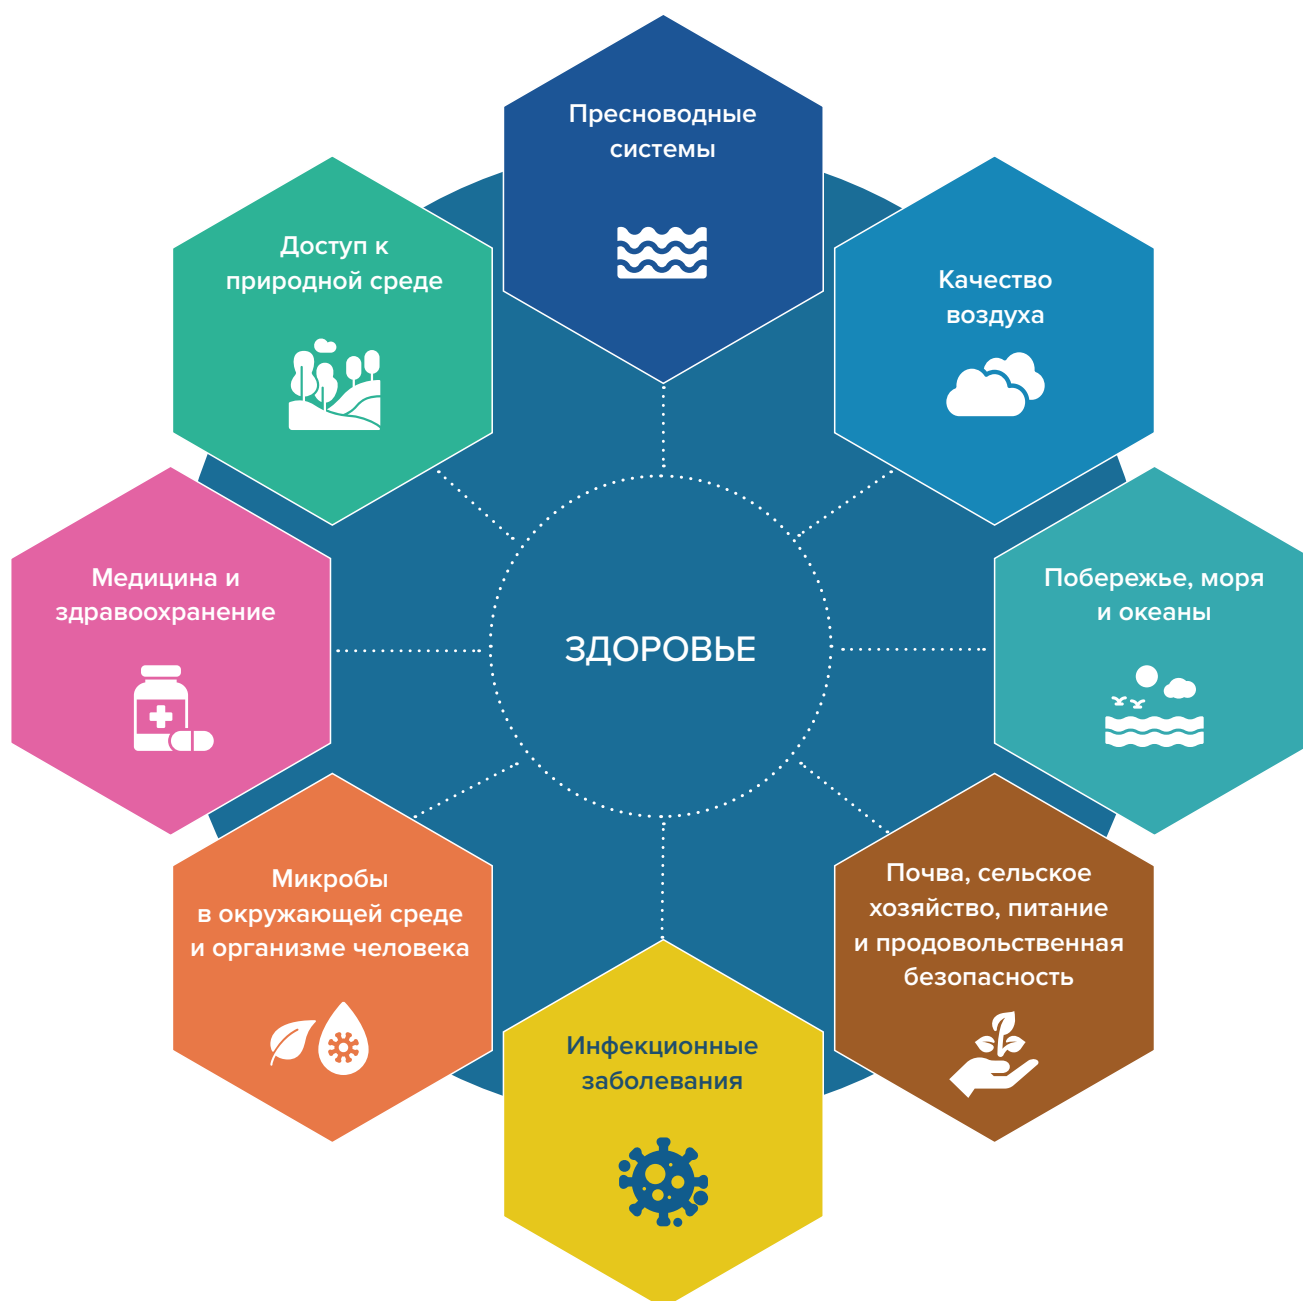 Пресноводные
системы
Доступ к
природной среде
Качество
воздуха
Медицина и
здравоохранение
Побережье, моря
и океаны
ЗДОРОВЬЕ
Микробы
в окружающей среде
и организме человека
Почва, сельское
хозяйство, питание
и продовольственная
безопасность
Инфекционные
заболевания